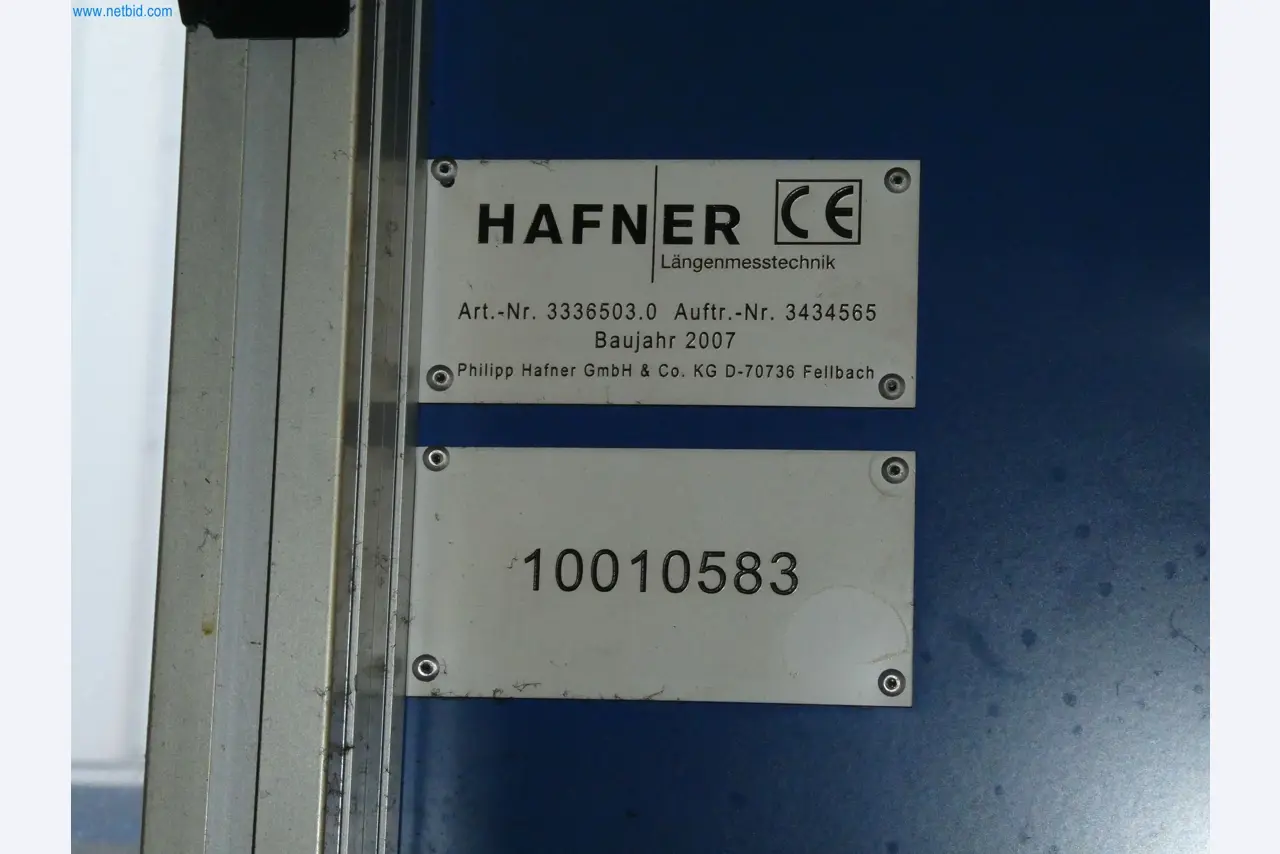 www.netbid.com
HAFNER CE
Längenmesstechnik
Art.-Nr. 3336503.0 Auftr.-Nr. 3434565
Baujahr 2007
Philipp Hafner GmbH & Co. KG D-70736 Fellbach
10010583